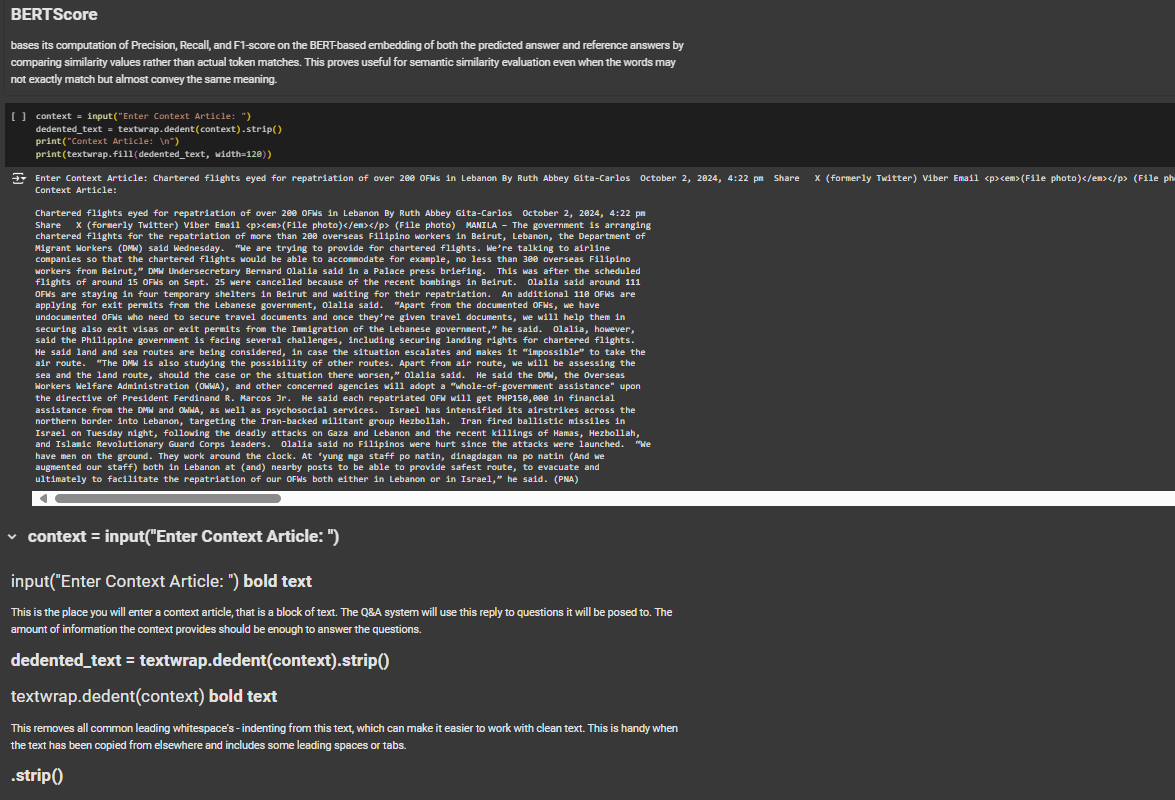 BERTScore
bases its computation of Precision, Recall, and F1-score on the BERT-based embedding of both the predicted answer and reference answers by
comparing similarity values rather than actual token matches. This proves useful for semantic similarity evaluation even when the words may
not exactly match but almost convey the same meaning.
[ ] context = input("Enter Context Article: ")
dedented_text = textwrap.dedent(context).strip()
print("Context Article: \n")
print(textwrap.fill(dedented_text, width=120))
Enter Context Article: Chartered flights eyed for repatriation of over 200 OFWs in Lebanon By Ruth Abbey Gita-Carlos  October 2, 2024, 4:22 pm  Share   X (formerly Twitter) Viber Email <p><em>(File photo)</em></p> (File ph
Context Article:
Chartered flights eyed for repatriation of over 200 OFWs in Lebanon By Ruth Abbey Gita-Carlos  October 2, 2024, 4:22 pm
Share   X (formerly Twitter) Viber Email <p><em>(File photo)</em></p> (File photo)  MANILA – The government is arranging
chartered flights for the repatriation of more than 200 overseas Filipino workers in Beirut, Lebanon, the Department of
Migrant Workers (DMW) said Wednesday.  “We are trying to provide for chartered flights. We’re talking to airline
companies so that the chartered flights would be able to accommodate for example, no less than 300 overseas Filipino
workers from Beirut,” DMW Undersecretary Bernard Olalia said in a Palace press briefing.  This was after the scheduled
flights of around 15 OFWs on Sept. 25 were cancelled because of the recent bombings in Beirut.  Olalia said around 111
OFWs are staying in four temporary shelters in Beirut and waiting for their repatriation.  An additional 110 OFWs are
applying for exit permits from the Lebanese government, Olalia said.  “Apart from the documented OFWs, we have
undocumented OFWs who need to secure travel documents and once they’re given travel documents, we will help them in
securing also exit visas or exit permits from the Immigration of the Lebanese government,” he said.  Olalia, however,
said the Philippine government is facing several challenges, including securing landing rights for chartered flights.
He said land and sea routes are being considered, in case the situation escalates and makes it “impossible” to take the
air route.  “The DMW is also studying the possibility of other routes. Apart from air route, we will be assessing the
sea and the land route, should the case or the situation there worsen,” Olalia said.  He said the DMW, the Overseas
Workers Welfare Administration (OWWA), and other concerned agencies will adopt a “whole-of-government assistance” upon
the directive of President Ferdinand R. Marcos Jr.  He said each repatriated OFW will get PHP150,000 in financial
assistance from the DMW and OWWA, as well as psychosocial services.  Israel has intensified its airstrikes across the
northern border into Lebanon, targeting the Iran-backed militant group Hezbollah.  Iran fired ballistic missiles in
Israel on Tuesday night, following the deadly attacks on Gaza and Lebanon and the recent killings of Hamas, Hezbollah,
and Islamic Revolutionary Guard Corps leaders.  Olalia said no Filipinos were hurt since the attacks were launched.  “We
have men on the ground. They work around the clock. At ‘yung mga staff po natin, dinagdagan na po natin (And we
augmented our staff) both in Lebanon at (and) nearby posts to be able to provide safest route, to evacuate and
ultimately to facilitate the repatriation of our OFWs both either in Lebanon or in Israel,” he said. (PNA)
context = input("Enter Context Article: ")
input("Enter Context Article: ") bold text
This is the place you will enter a context article, that is a block of text. The Q&A system will use this reply to questions it will be posed to. The
amount of information the context provides should be enough to answer the questions.
dedented_text = textwrap.dedent(context).strip()
textwrap.dedent(context) bold text
This removes all common leading whitespace's - indenting from this text, which can make it easier to work with clean text. This is handy when
the text has been copied from elsewhere and includes some leading spaces or tabs.
.strip()